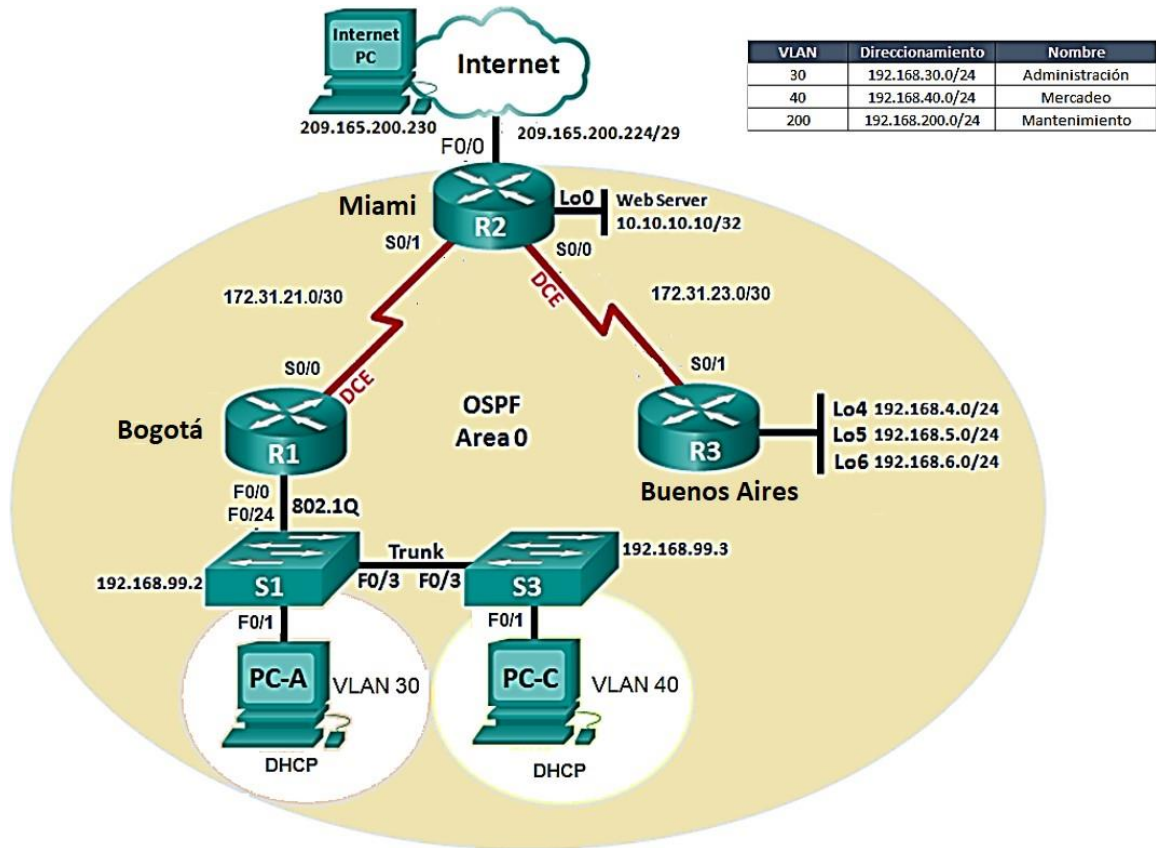 Internet
PC
Internet
209.165.200.230
209.165.200.224/29
F0/0
VLAN Direccionamiento Nombre
30 192.168.30.0/24 Administración
40 192.168.40.0/24 Mercadeo
200 192.168.200.0/24 Mantenimiento
Miami
R2
Lo0
Web Server
10.10.10.10/32
S0/1
S0/0
DCE
172.31.21.0/30
172.31.23.0/30
S0/0
DCE
S0/1
Bogotá
R1
OSPF
Area 0
R3
Lo4 192.168.4.0/24
Lo5 192.168.5.0/24
Lo6 192.168.6.0/24
Buenos Aires
F0/0
F0/24
802.1Q
192.168.99.2
S1
Trunk
F0/3 F0/3
S3
192.168.99.3
F0/1
F0/1
PC-A
VLAN 30
PC-C
VLAN 40
DHCP
DHCP